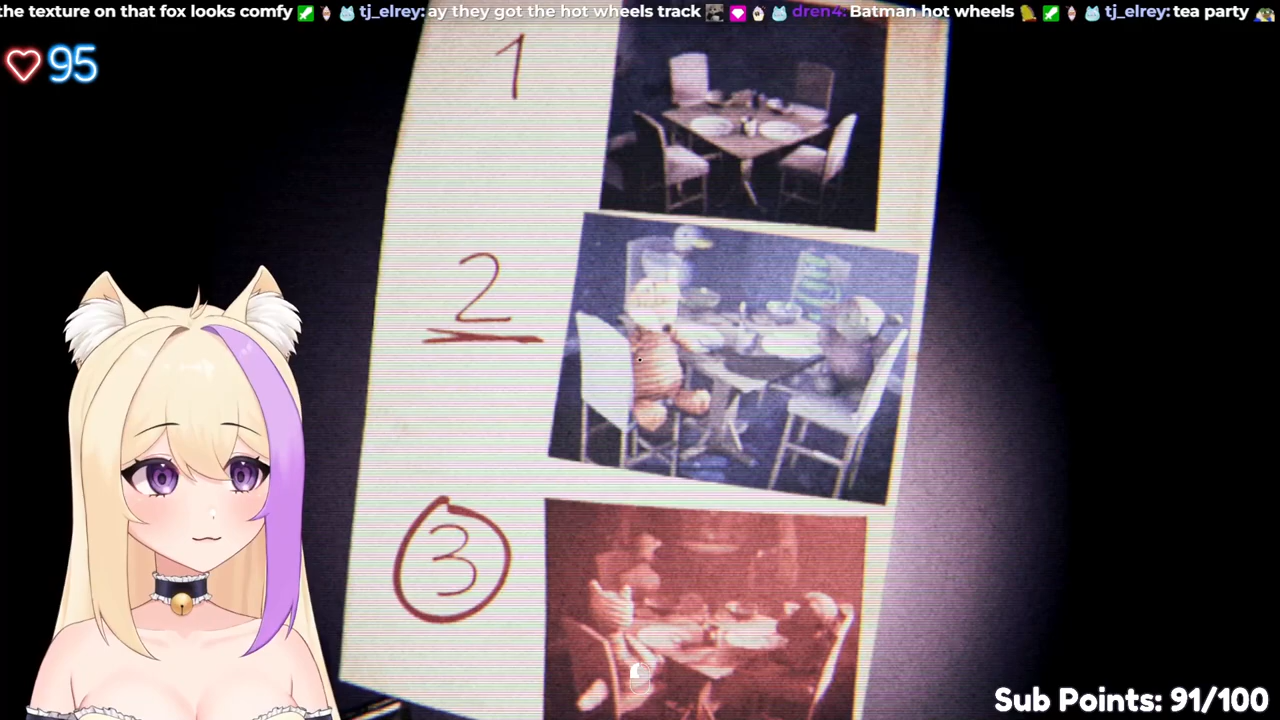 the texture on that fox looks comfy tj_elrey: ay they got the hot wheels track dren4: Batman hot wheels tj_elrey: tea party
95
1
2
3
Sub Points: 91/100